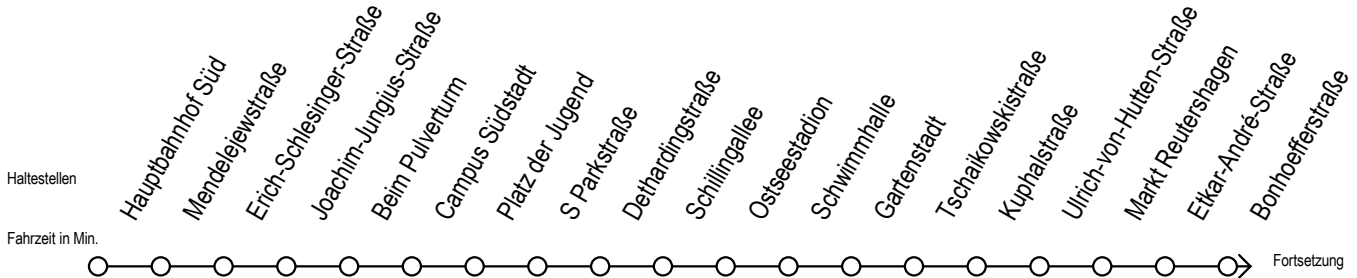 Haltestellen
Hauptbahnhof Süd
Mendelejewstraße
Erich-Schlesinger-Straße
Joachim-Jungius-Straße
Beim Pulverturm
Campus Südstadt
Platz der Jugend
S Parkstraße
Dethardingstraße
Schillingallee
Ostseestadion
Schwimmhalle
Gartenstadt
Tschaikowskistraße
Kuphalstraße
Ulrich-von-Hutten-Straße
Markt Reutershagen
Etkar-André-Straße
Bonhoefferstraße
Fahrzeit in Min.
Fortsetzung